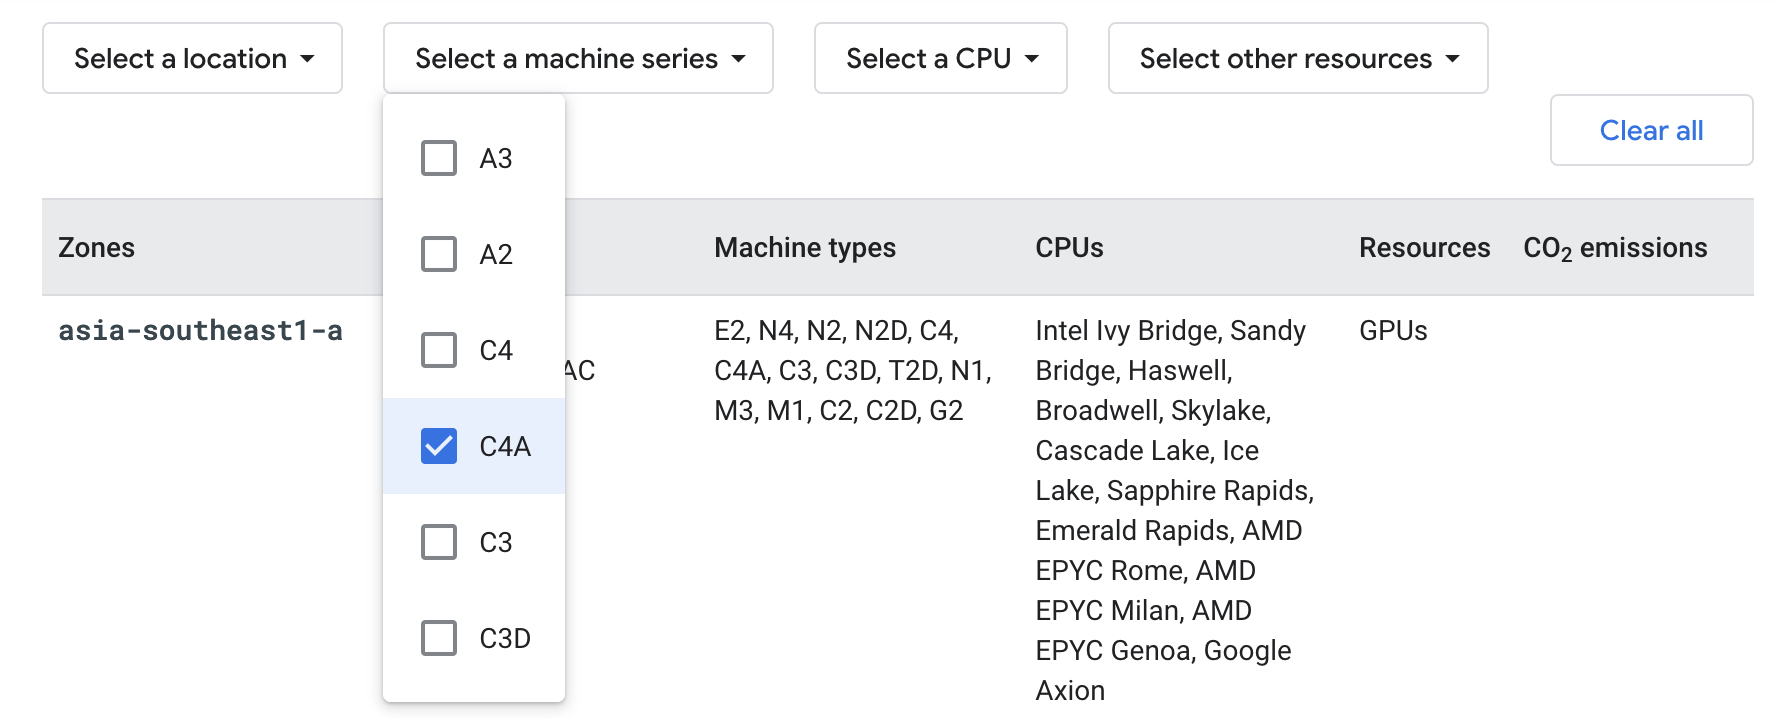 Select a location
Select a machine series
Select a CPU
Select other resources
Clear all
A3
A2
C4
C4A
C3
C3D
Zones
Machine types
CPUs
Resources
CO2 emissions
asia-southeast1-a
AC
E2, N4, N2, N2D, C4,
C4A, C3, C3D, T2D, N1,
M3, M1, C2, C2D, G2
Intel Ivy Bridge, Sandy
Bridge, Haswell,
Broadwell, Skylake,
Cascade Lake, Ice
Lake, Sapphire Rapids,
Emerald Rapids, AMD
EPYC Rome, AMD
EPYC Milan, AMD
EPYC Genoa, Google
Axion
GPUs